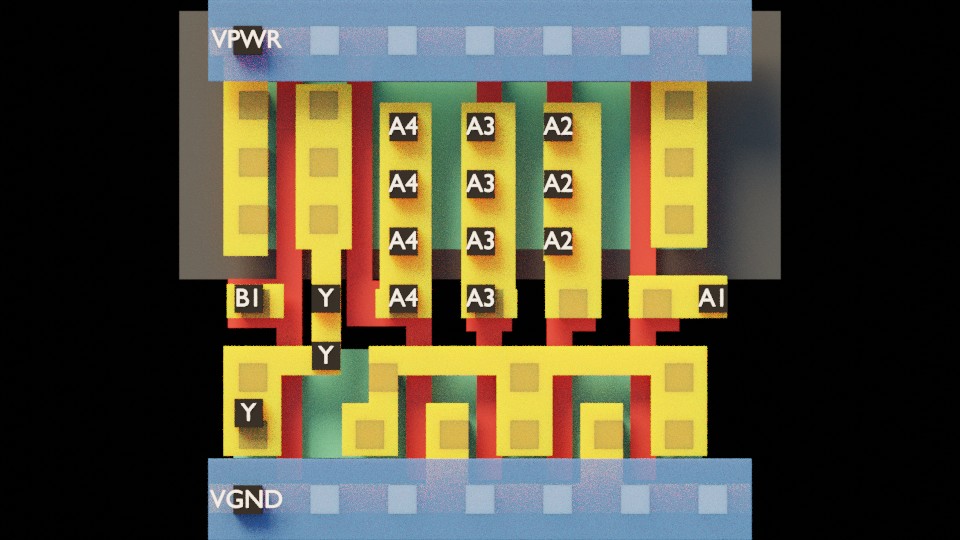 VPWR
A4 A3 A2
A4 A3 A2
A4 A3 A2
B1 Y A4 A3 A1
Y
Y
VGND